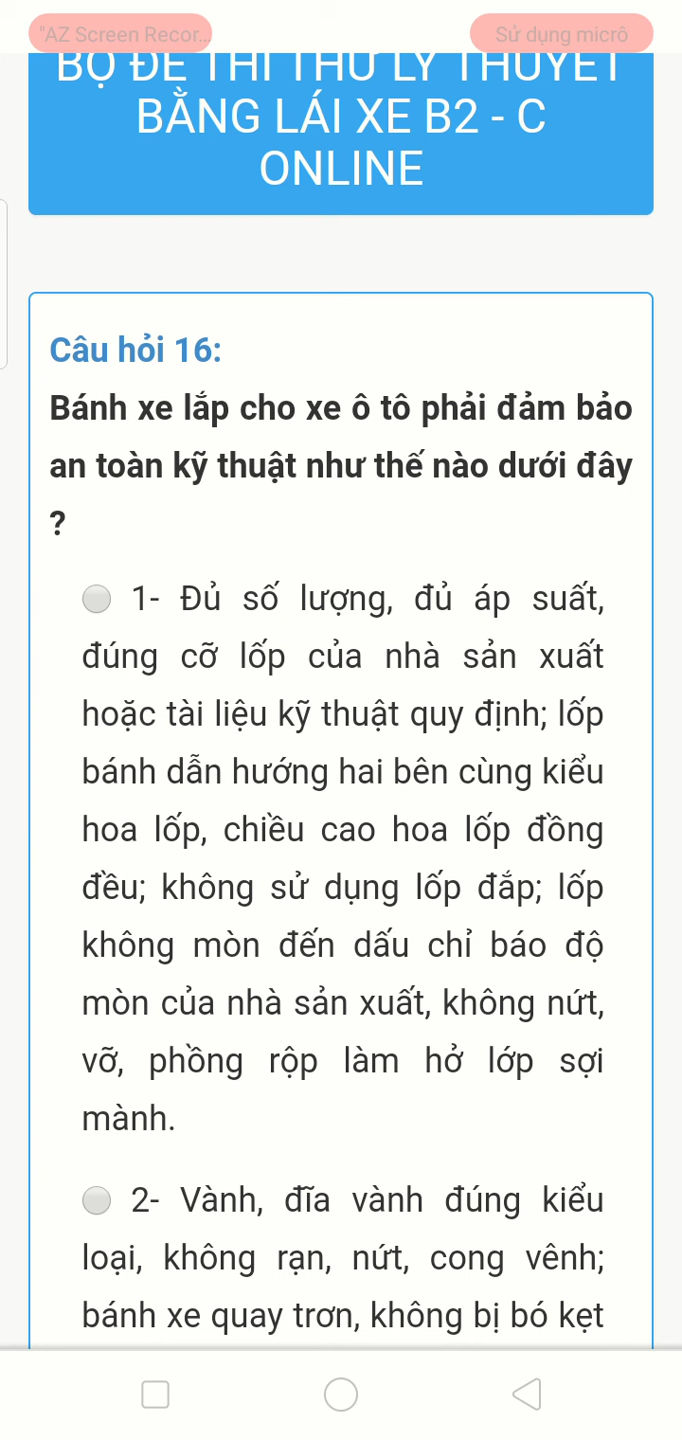 "AZ Screen Recor...
Sử dụng micrô
BỘ ĐỀ THI THỬ LÝ THUYẾT
BẰNG LÁI XE B2 - C
ONLINE
Câu hỏi 16:
Bánh xe lắp cho xe ô tô phải đảm bảo
an toàn kỹ thuật như thế nào dưới đây
?
1- Đủ số lượng, đủ áp suất,
đúng cỡ lốp của nhà sản xuất
hoặc tài liệu kỹ thuật quy định; lốp
bánh dẫn hướng hai bên cùng kiểu
hoa lốp, chiều cao hoa lốp đồng
đều; không sử dụng lốp đắp; lốp
không mòn đến dấu chỉ báo độ
mòn của nhà sản xuất, không nứt,
vỡ, phồng rộp làm hở lớp sợi
mành.
2- Vành, đĩa vành đúng kiểu
loại, không rạn, nứt, cong vênh;
bánh xe quay trơn, không bị bó kẹt